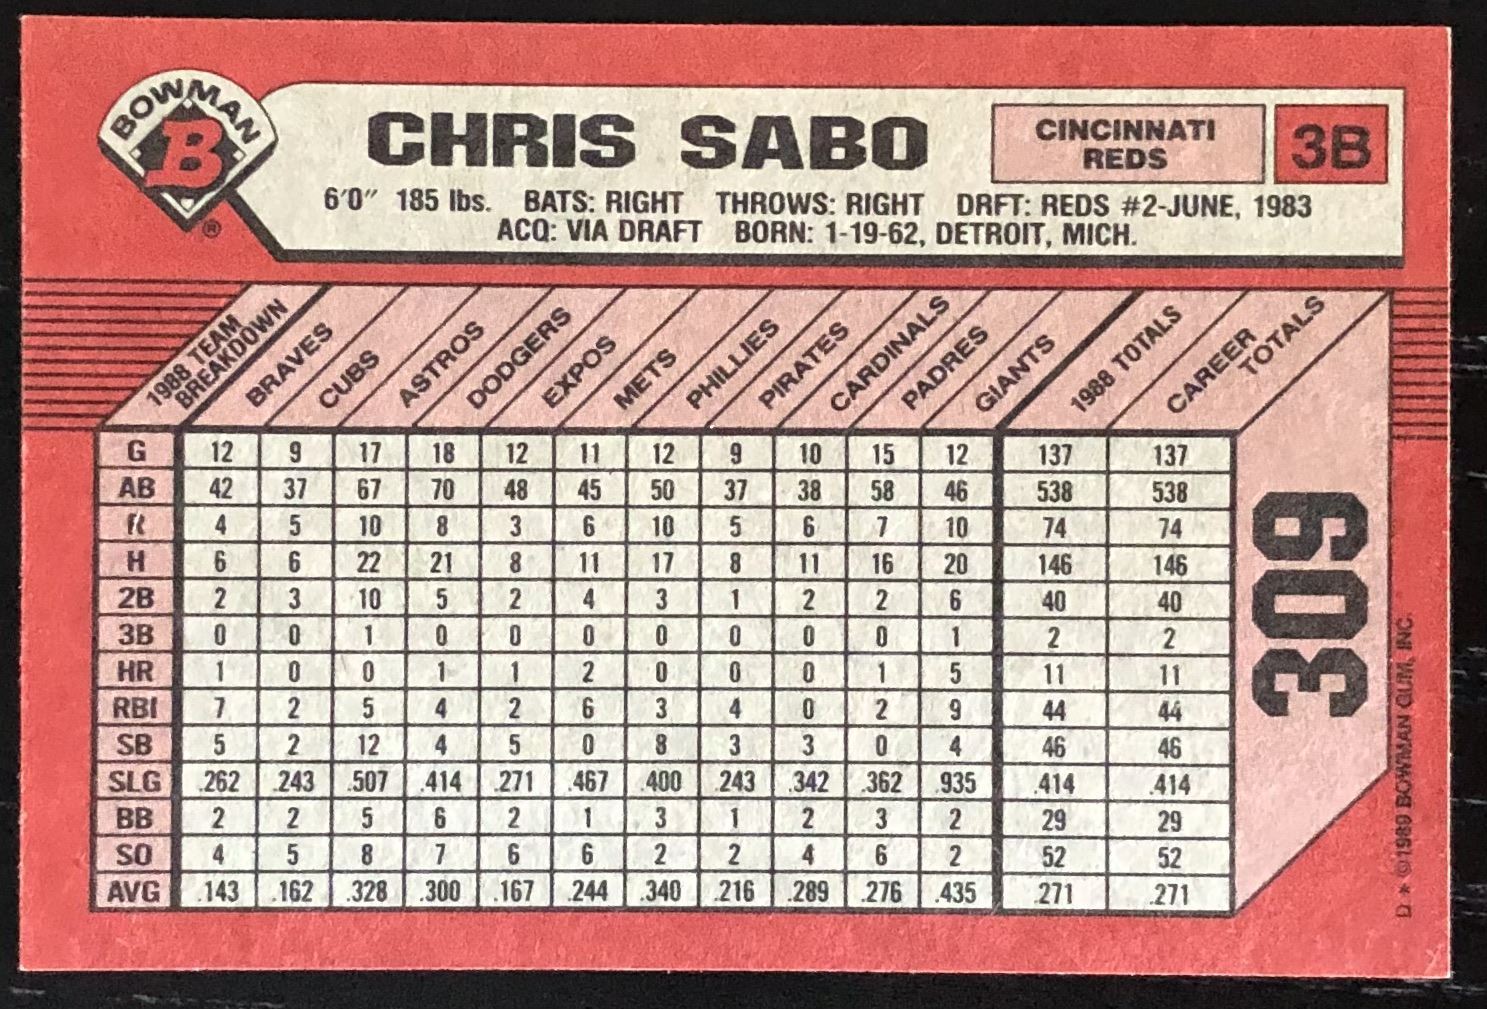 BOWMAN
B
®
CHRIS SABO
CINCINNATI
REDS
3B
6'0" 185 lbs. BATS: RIGHT THROWS: RIGHT DRFT: REDS #2-JUNE, 1983
ACQ: VIA DRAFT BORN: 1-19-62, DETROIT, MICH.
1988 TEAM BREAKDOWN BRAVES CUBS ASTROS DODGERS EXPOS METS PHILLIES PIRATES CARDINALS PADRES GIANTS 1988 TOTALS CAREER TOTALS
G 12 9 17 18 12 11 12 9 10 15 12 137 137
AB 42 37 67 70 48 45 50 37 38 58 46 538 538
R 4 5 10 8 3 6 10 5 6 7 10 74 74
H 6 6 22 21 8 11 17 8 11 16 20 146 146
2B 2 3 10 5 2 4 3 1 2 2 6 40 40
3B 0 0 1 0 0 0 0 0 0 0 1 2 2
HR 1 0 0 1 1 2 0 0 0 1 5 11 11
RBI 7 2 5 4 2 6 3 4 0 2 9 44 44
SB 5 2 12 4 5 0 8 3 3 0 4 46 46
SLG .262 .243 .507 .414 .271 .467 .400 .243 .342 .362 .935 .414 .414
BB 2 2 5 6 2 1 3 1 2 3 2 29 29
SO 4 5 8 7 6 6 2 2 4 6 2 52 52
AVG .143 .162 .328 .300 .167 .244 .340 .216 .289 .276 .435 .271 .271
309
D * © 1989 BOWMAN GUM, INC.